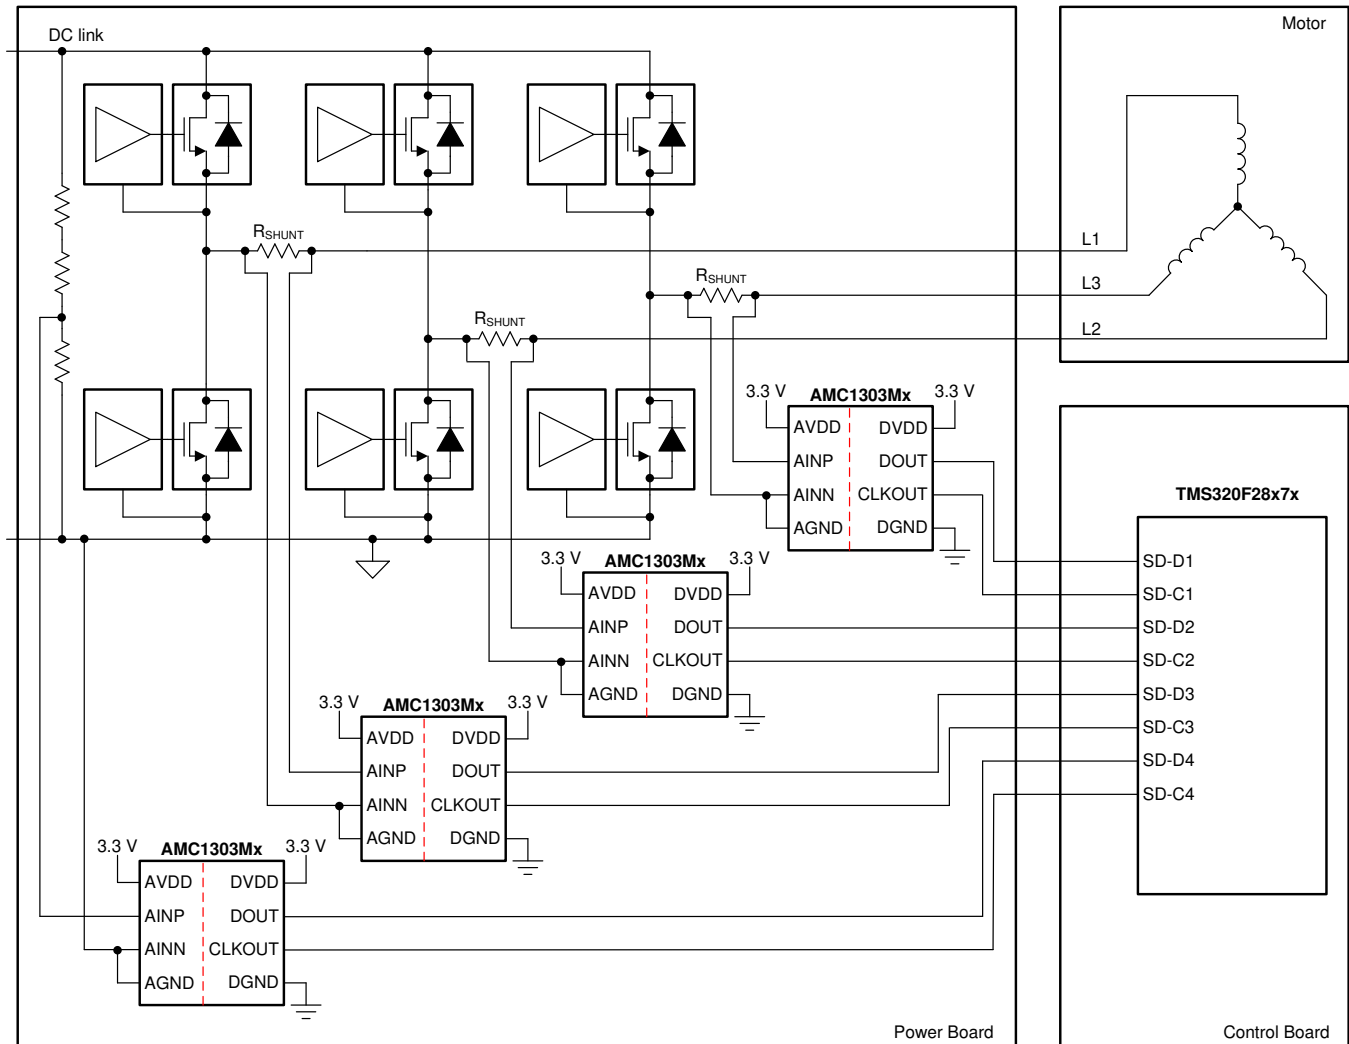 DC link
Motor
R_SHUNT
L1
R_SHUNT
L3
R_SHUNT
L2
AMC1303Mx
3.3 V
3.3 V
AVDD
DVDD
AINP
DOUT
AINN
CLKOUT
AGND
DGND
AMC1303Mx
3.3 V
3.3 V
AVDD
DVDD
AINP
DOUT
AINN
CLKOUT
AGND
DGND
AMC1303Mx
3.3 V
3.3 V
AVDD
DVDD
AINP
DOUT
AINN
CLKOUT
AGND
DGND
AMC1303Mx
3.3 V
3.3 V
AVDD
DVDD
AINP
DOUT
AINN
CLKOUT
AGND
DGND
TMS320F28x7x
SD-D1
SD-C1
SD-D2
SD-C2
SD-D3
SD-C3
SD-D4
SD-C4
Power Board
Control Board